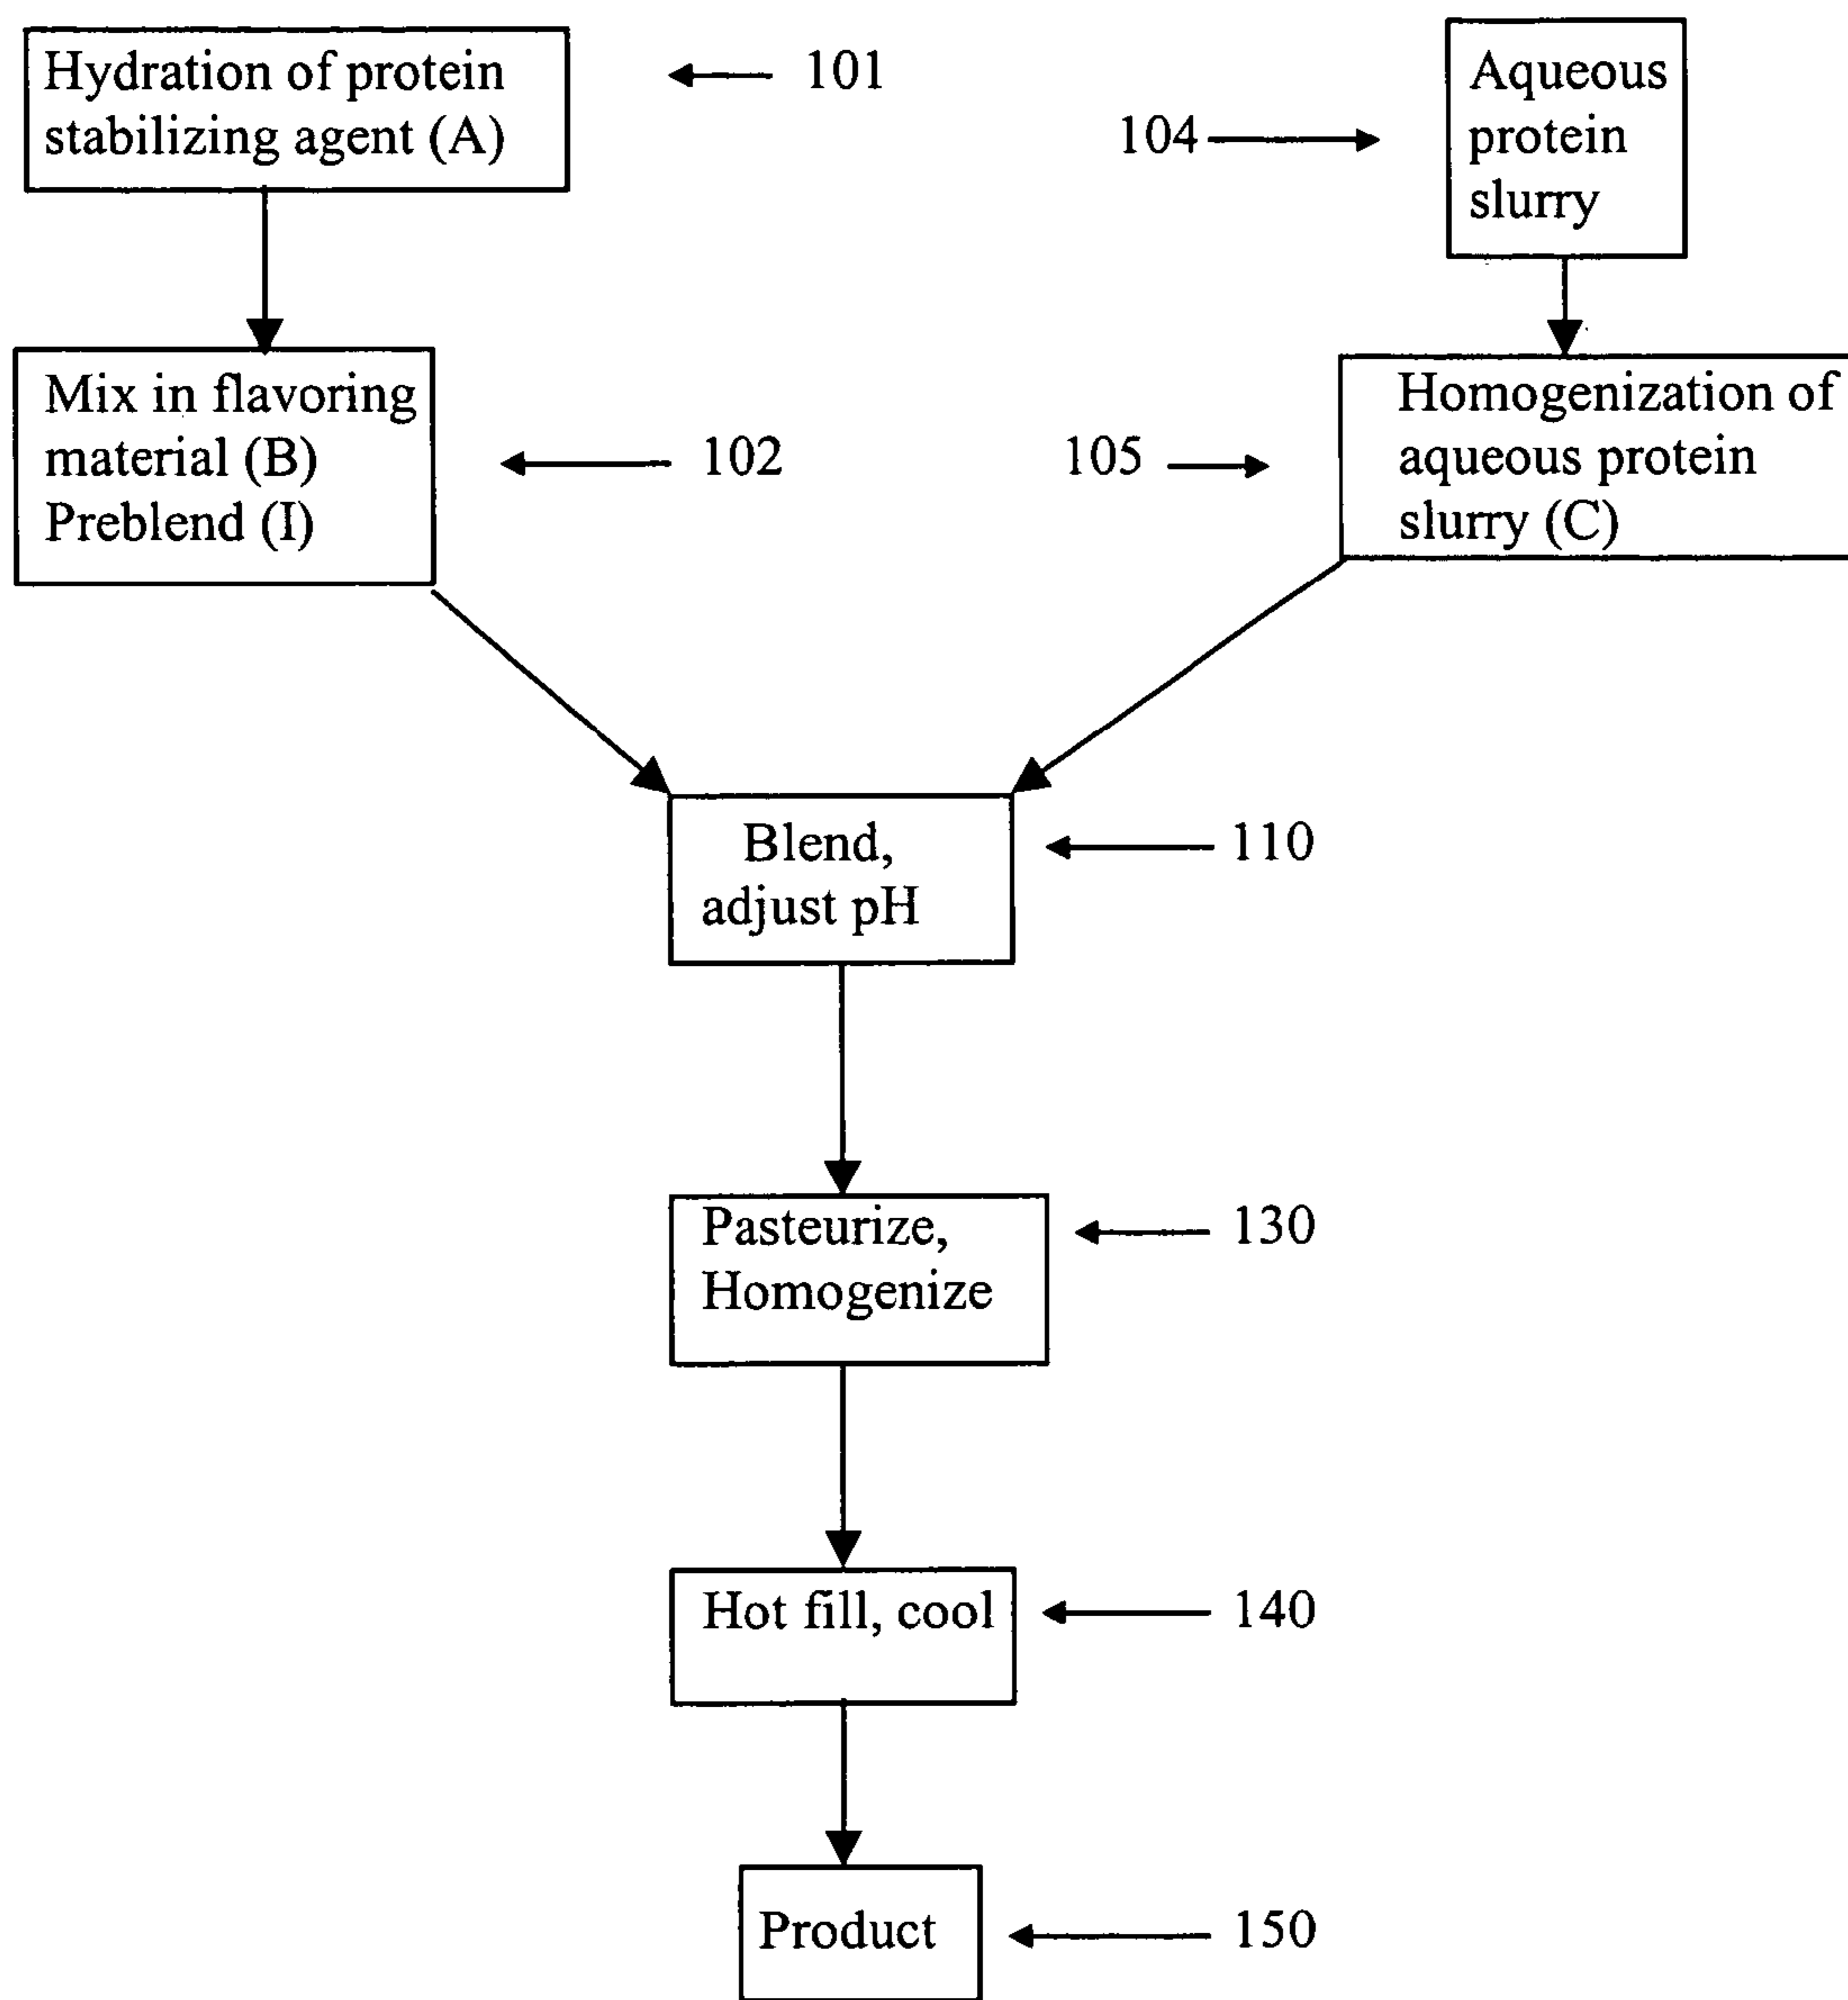 Hydration of protein
stabilizing agent (A)
101
104
Aqueous
protein
slurry
Mix in flavoring
material (B)
Preblend (I)
102
105
Homogenization of
aqueous protein
slurry (C)
Blend,
adjust pH
110
Pasteurize,
Homogenize
130
Hot fill, cool
140
Product
150